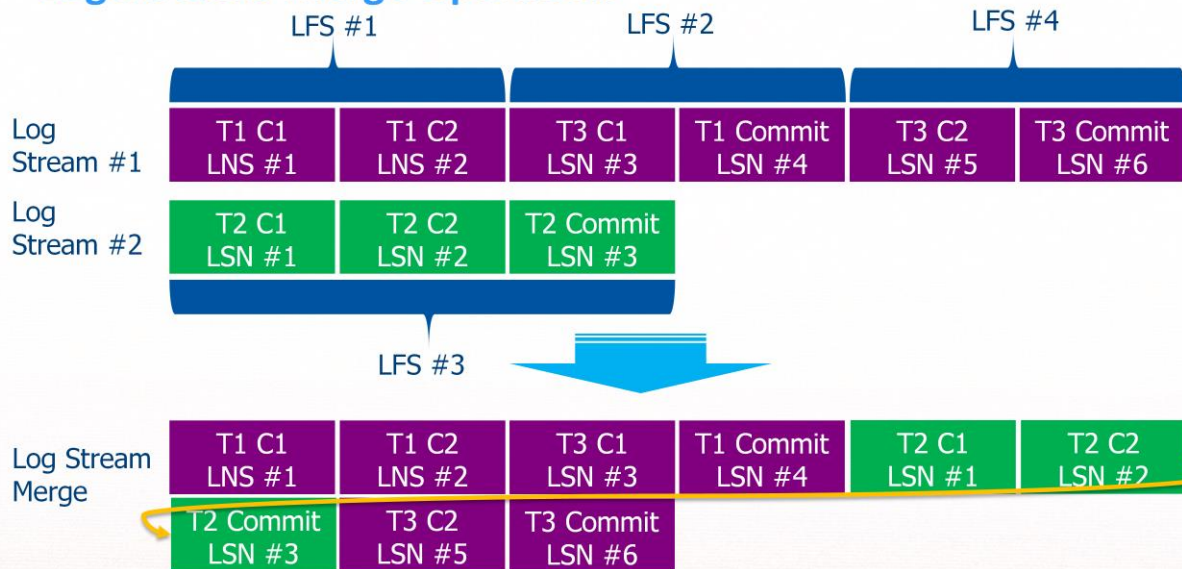 LFS #1
LFS #2
LFS #4
Log
Stream #1
T1 C1
LNS #1
T1 C2
LNS #2
T3 C1
LSN #3
T1 Commit
LSN #4
T3 C2
LSN #5
T3 Commit
LSN #6
Log
Stream #2
T2 C1
LSN #1
T2 C2
LSN #2
T2 Commit
LSN #3
LFS #3
Log Stream
Merge
T1 C1
LNS #1
T1 C2
LNS #2
T3 C1
LSN #3
T1 Commit
LSN #4
T2 C1
LSN #1
T2 C2
LSN #2
T2 Commit
LSN #3
T3 C2
LSN #5
T3 Commit
LSN #6